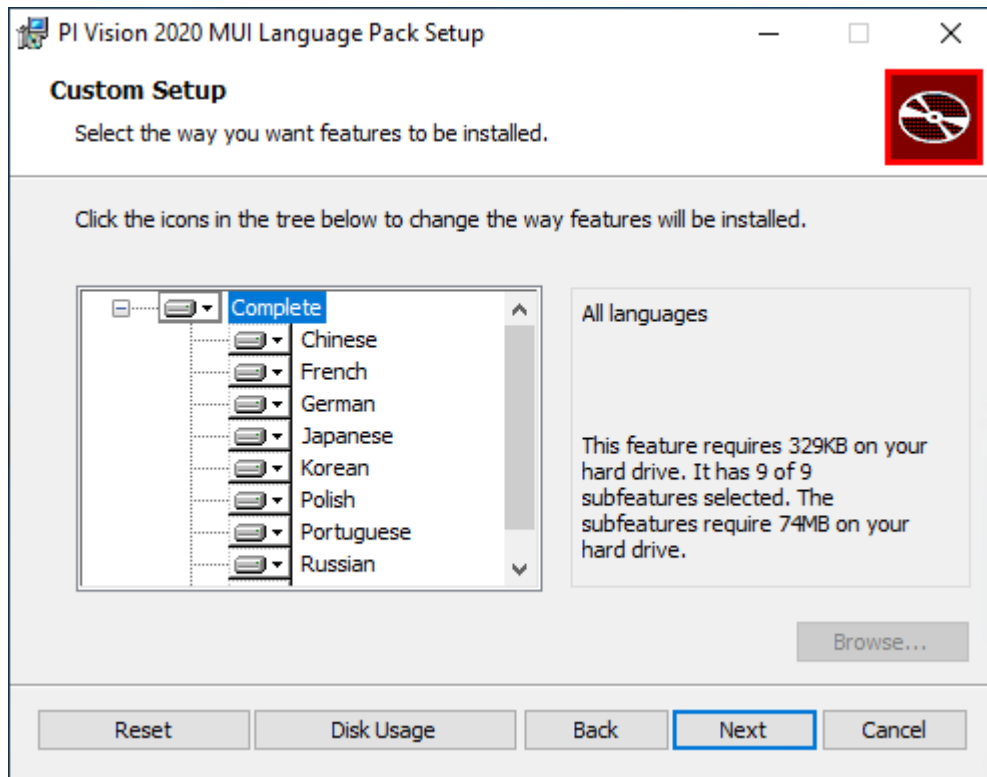 PI Vision 2020 MUI Language Pack Setup
Custom Setup
Select the way you want features to be installed.
Click the icons in the tree below to change the way features will be installed.
Complete
Chinese
French
German
Japanese
Korean
Polish
Portuguese
Russian
All languages
This feature requires 329KB on your
hard drive. It has 9 of 9
subfeatures selected. The
subfeatures require 74MB on your
hard drive.
Browse...
Reset
Disk Usage
Back
Next
Cancel